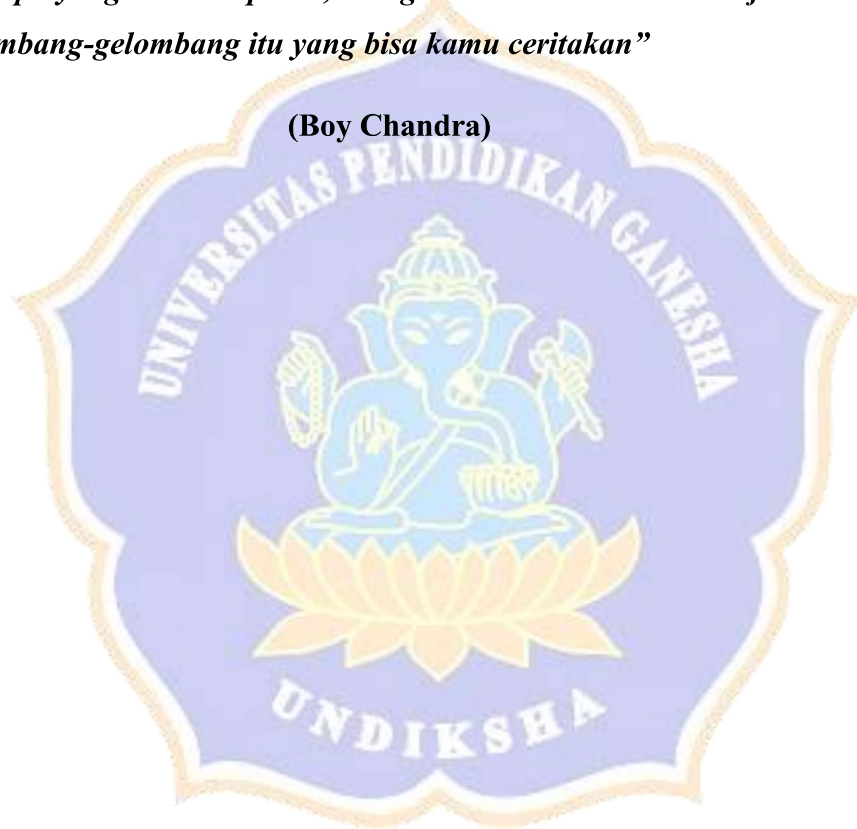 mbang-gelombang itu yang bisa kamu ceritakan”
(Boy Chandra)
UNIVERSITAS PENDIDIKAN GANESHA
UNDIKSHA